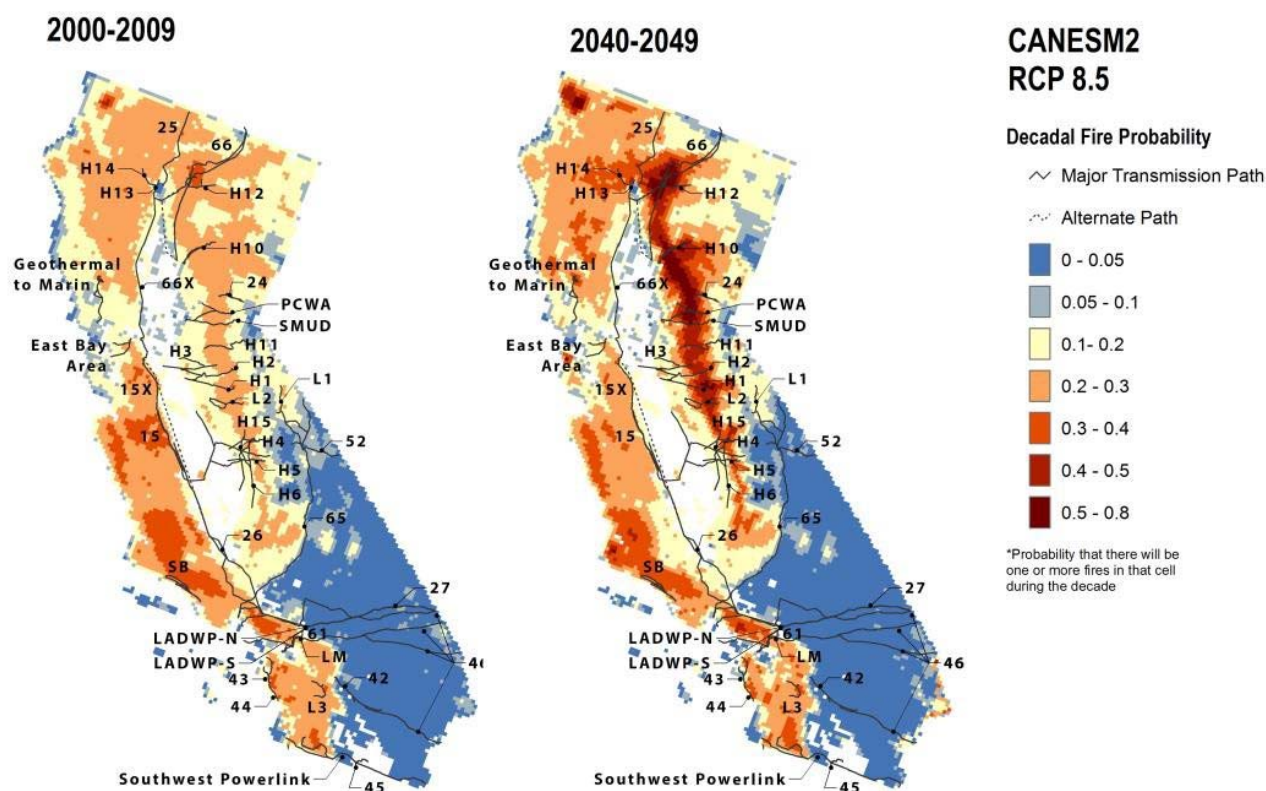 2000-2009
25
66
H14
H13
H12
H10
Geothermal
to Marin
66X
24
PCWA
SMUD
East Bay
Area
H3
H11
H2
15X
H1
L1
L2
15
H15
H4
52
H5
H6
65
26
SB
27
LADWP-N
61
LADWP-S
LM
46
43
42
44
L3
Southwest Powerlink
45
2040-2049
25
66
H14
H13
H12
H10
Geothermal
to Marin
66X
24
PCWA
SMUD
East Bay
Area
H3
H11
H2
15X
H1
L1
L2
15
H15
H4
52
H5
H6
65
26
SB
27
LADWP-N
61
LADWP-S
LM
46
43
42
44
L3
Southwest Powerlink
45
CANESM2
RCP 8.5
Decadal Fire Probability
Major Transmission Path
Alternate Path
0 - 0.05
0.05 - 0.1
0.1- 0.2
0.2 - 0.3
0.3 - 0.4
0.4 - 0.5
0.5 - 0.8
*Probability that there will be
one or more fires in that cell
during the decade